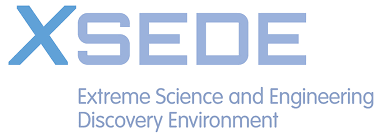 XSEDE
Extreme Science and Engineering
Discovery Environment